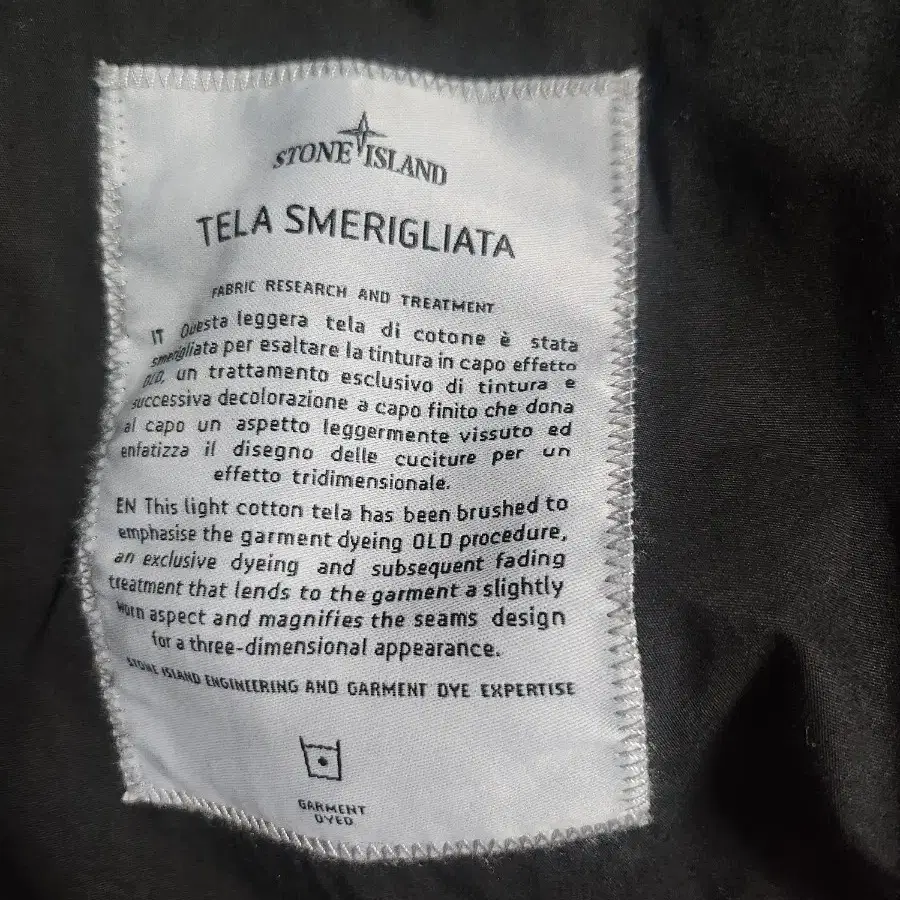 STONE ISLAND
TELA SMERIGLIATA
FABRIC RESEARCH AND TREATMENT
IT Questa leggera tela di cotone è stata
smerigliata per esaltare la tintura in capo effetto
OLD, un trattamento esclusivo di tintura e
successiva decolorazione a capo finito che dona
al capo un aspetto leggermente vissuto ed
enfatizza il disegno delle cuciture per un
effetto tridimensionale.
EN This light cotton tela has been brushed to
emphasise the garment dyeing OLD procedure,
an exclusive dyeing and subsequent fading
treatment that lends to the garment a slightly
worn aspect and magnifies the seams design
for a three-dimensional appearance.
STONE ISLAND ENGINEERING AND GARMENT DYE EXPERTISE
GARMENT
DYED